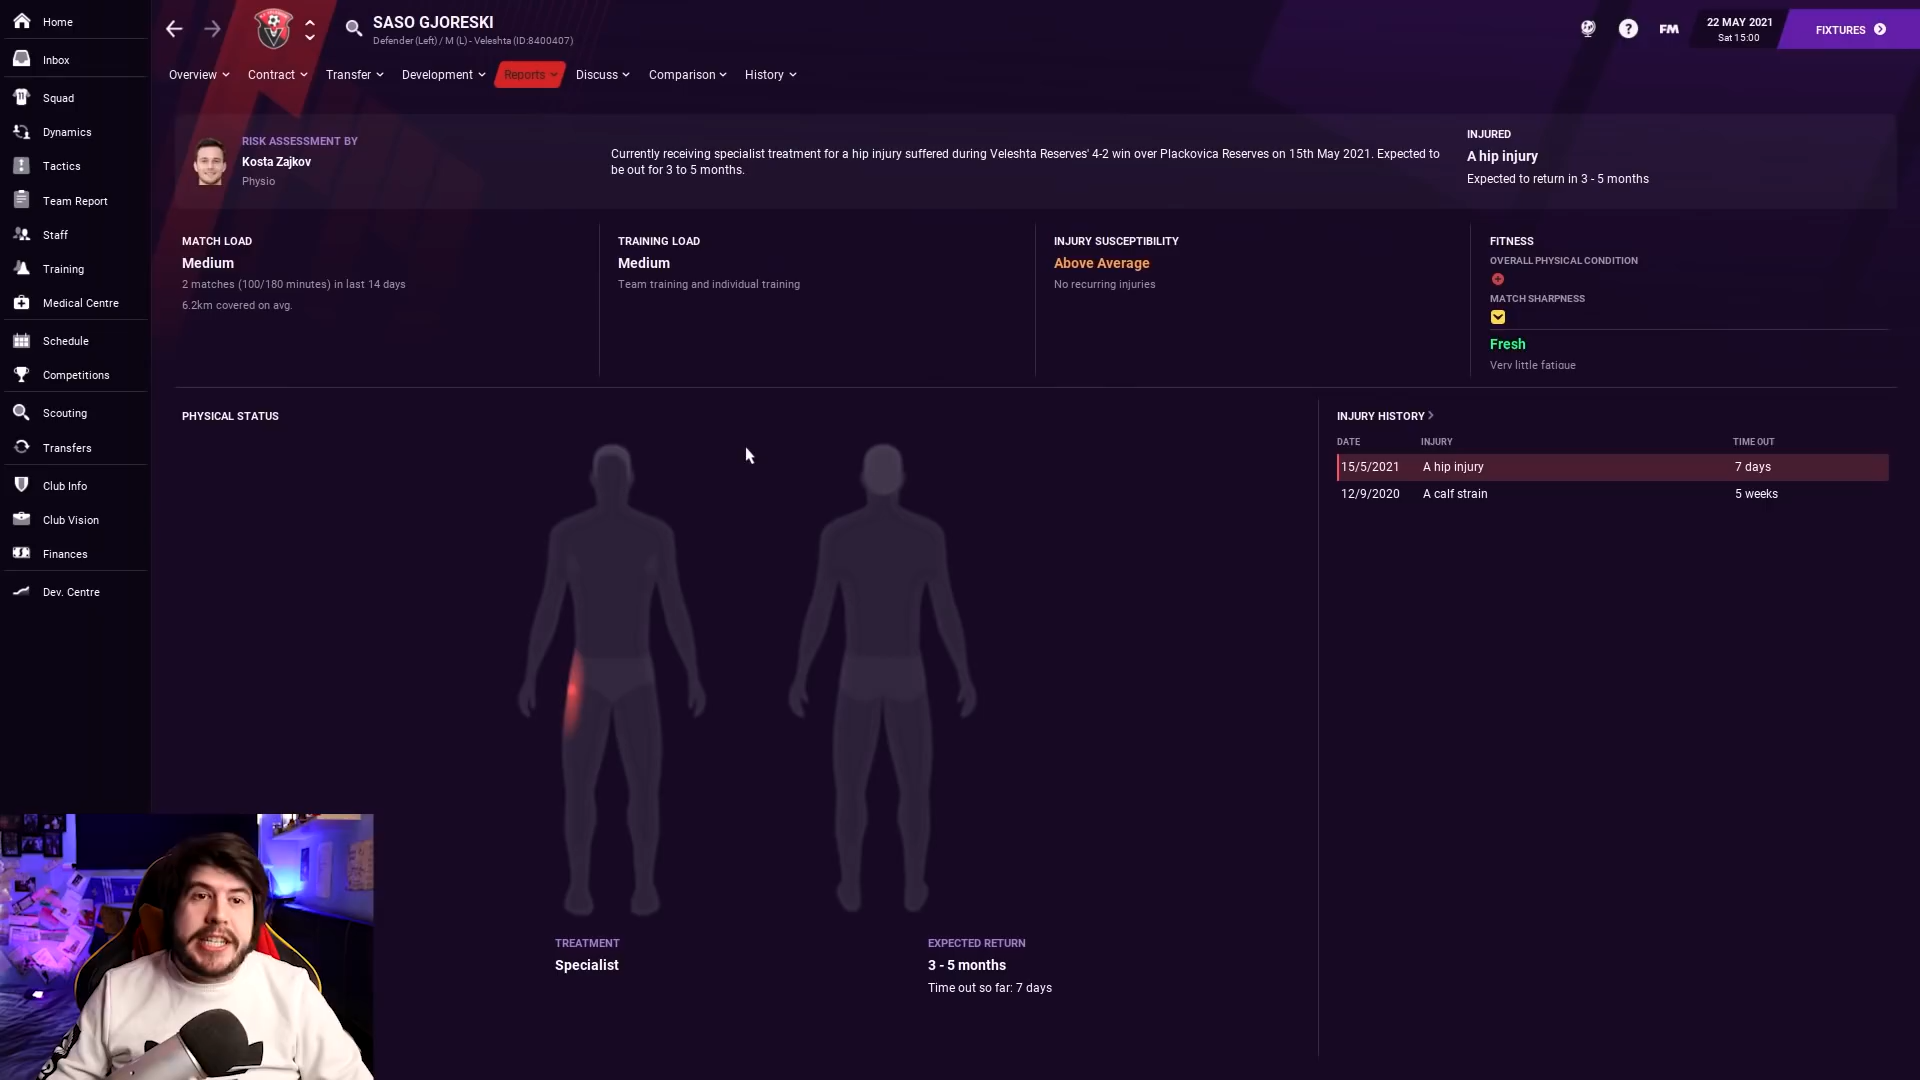 Home
Inbox
Squad
Dynamics
Tactics
Team Report
Staff
Training
Medical Centre
Schedule
Competitions
Scouting
Transfers
Club Info
Club Vision
Finances
Dev. Centre
SASO GJORESKI
Defender (Left) / M (L) - Veleshta (ID:8400407)
FM
22 MAY 2021
Sat 15:00
FIXTURES
Overview
Contract
Transfer
Development
Reports
Discuss
Comparison
History
RISK ASSESSMENT BY
Kosta Zajkov
Physio
Currently receiving specialist treatment for a hip injury suffered during Veleshta Reserves' 4-2 win over Plackovica Reserves on 15th May 2021. Expected to
be out for 3 to 5 months.
INJURED
A hip injury
Expected to return in 3 - 5 months
MATCH LOAD
Medium
2 matches (100/180 minutes) in last 14 days
6.2km covered on avg.
TRAINING LOAD
Medium
Team training and individual training
INJURY SUSCEPTIBILITY
Above Average
No recurring injuries
FITNESS
OVERALL PHYSICAL CONDITION
MATCH SHARPNESS
Fresh
Very little fatigue
PHYSICAL STATUS
TREATMENT
Specialist
EXPECTED RETURN
3 - 5 months
Time out so far: 7 days
INJURY HISTORY
DATE INJURY TIME OUT
15/5/2021 A hip injury 7 days
12/9/2020 A calf strain 5 weeks